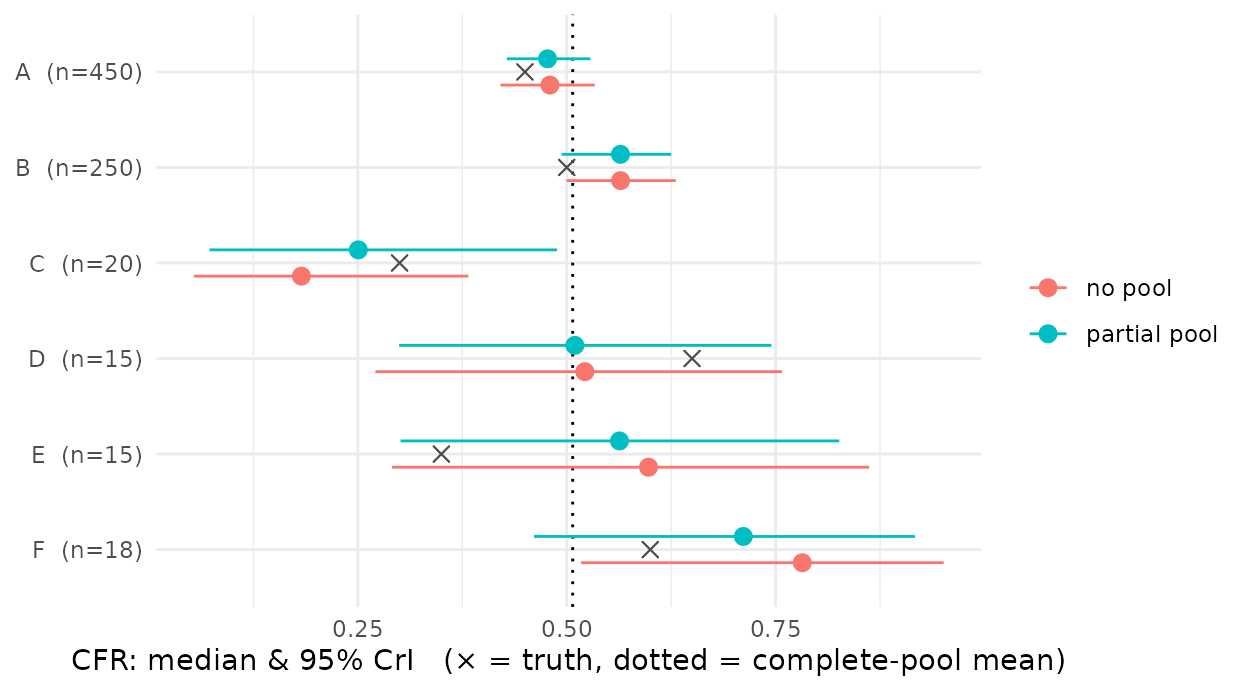 A (n=450)
B (n=250)
C (n=20)
D (n=15)
E (n=15)
F (n=18)
no pool
partial pool
0.25 0.50 0.75
CFR: median & 95% CrI (× = truth, dotted = complete-pool mean)